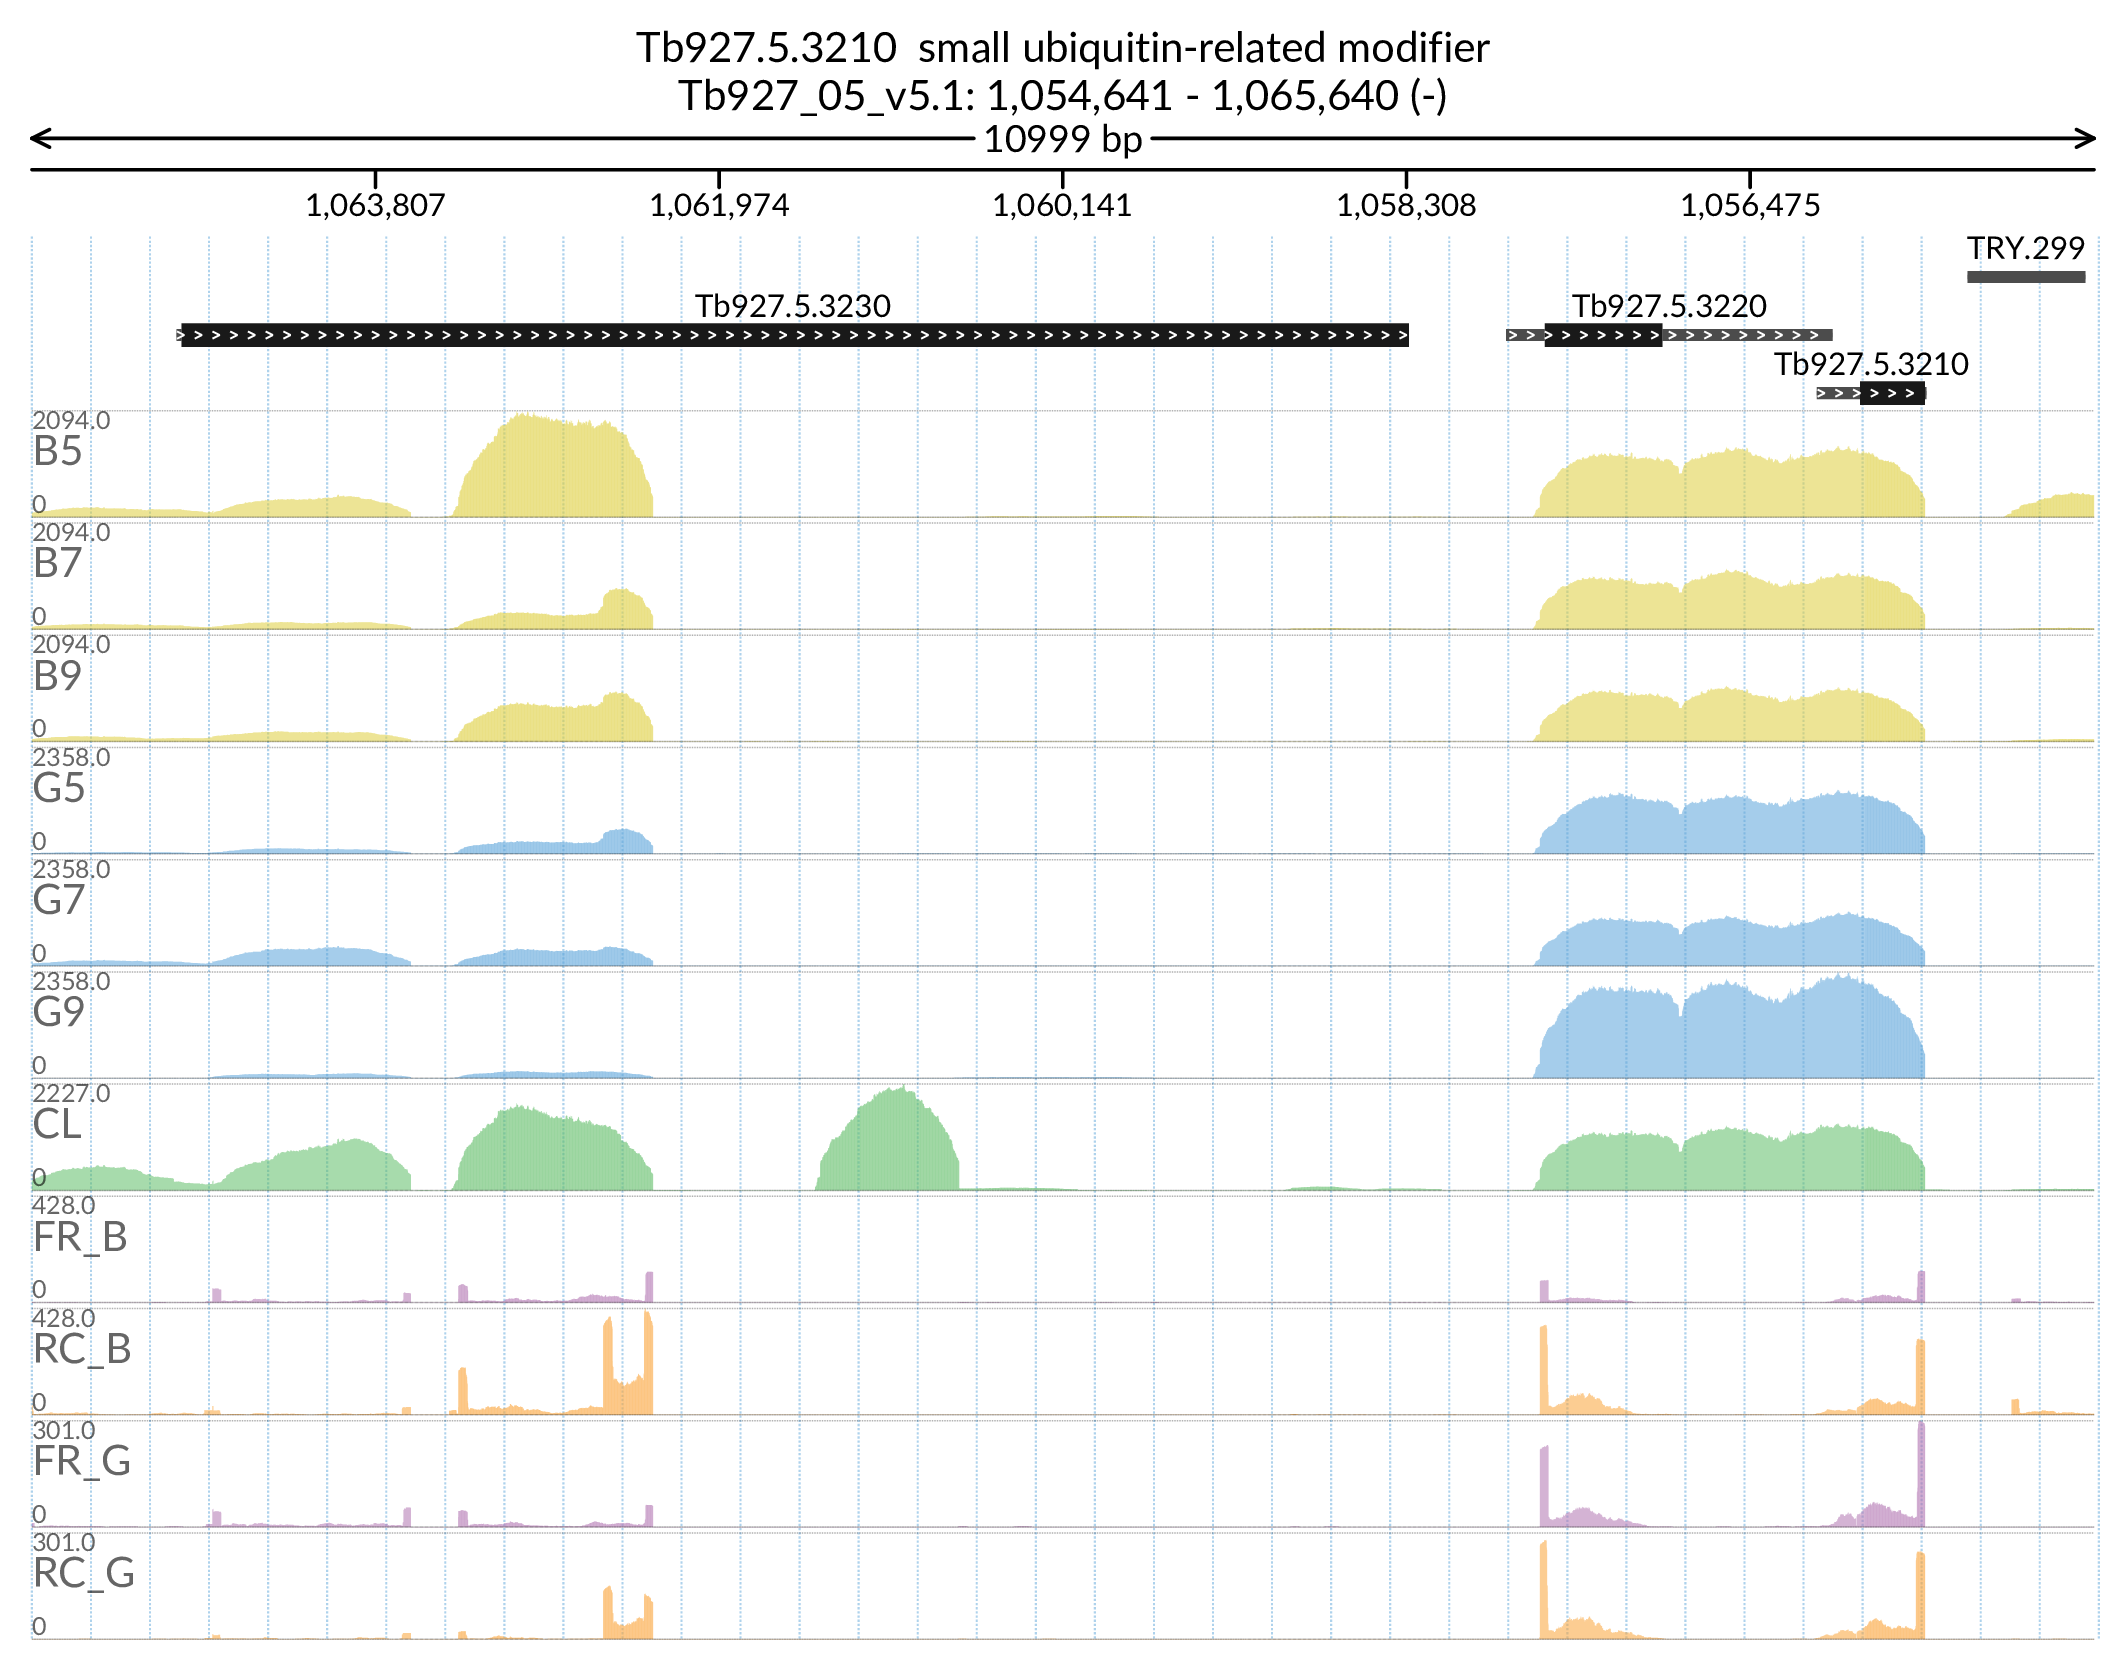 Tb927.5.3210 small ubiquitin-related modifier
Tb927_05_v5.1: 1,054,641 - 1,065,640 (-)
10999 bp
1,063,807 1,061,974 1,060,141 1,058,308 1,056,475
TRY.299
Tb927.5.3230 Tb927.5.3220
Tb927.5.3210
2094.0
B5
0
2094.0
B7
0
2094.0
B9
0
2358.0
G5
0
2358.0
G7
0
2358.0
G9
0
2227.0
CL
0
428.0
FR_B
0
428.0
RC_B
0
301.0
FR_G
0
301.0
RC_G
0